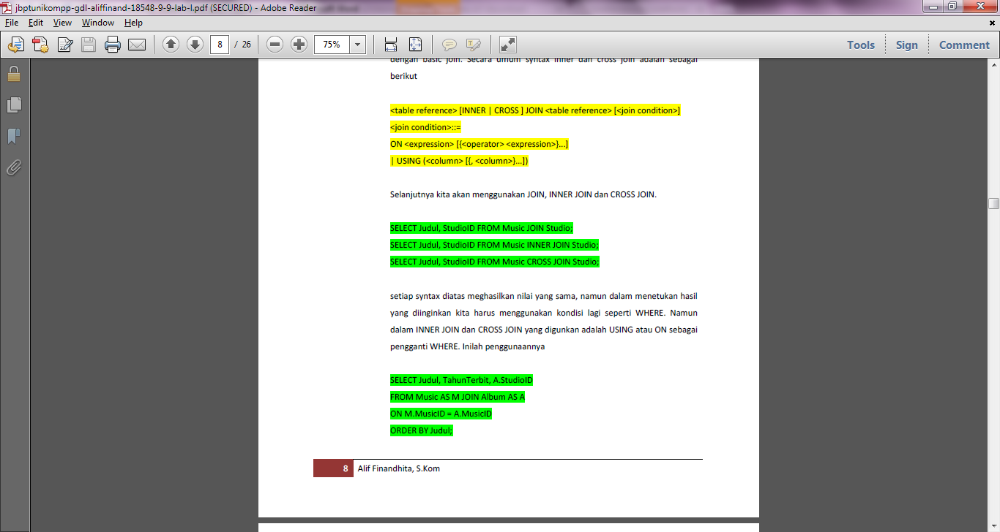 jbptunikompp-gdl-aliffinand-18548-9-9-lab-l.pdf (SECURED) - Adobe Reader
File Edit View Window Help
8 / 26 75% Tools Sign Comment
dengan basic join. Secara umum syntax inner dan cross join adalah sebagai
berikut
<table reference> [INNER | CROSS ] JOIN <table reference> [<join condition>]
<join condition>::=
ON <expression> [{<operator> <expression>}...]
| USING (<column> [{, <column>}...])
Selanjutnya kita akan menggunakan JOIN, INNER JOIN dan CROSS JOIN.
SELECT Judul, StudioID FROM Music JOIN Studio;
SELECT Judul, StudioID FROM Music INNER JOIN Studio;
SELECT Judul, StudioID FROM Music CROSS JOIN Studio;
setiap syntax diatas meghasilkan nilai yang sama, namun dalam menetukan hasil
yang diinginkan kita harus menggunakan kondisi lagi seperti WHERE. Namun
dalam INNER JOIN dan CROSS JOIN yang digunkan adalah USING atau ON sebagai
pengganti WHERE. Inilah penggunaannya
SELECT Judul, TahunTerbit, A.StudioID
FROM Music AS M JOIN Album AS A
ON M.MusicID = A.MusicID
ORDER BY Judul;
8 Alif Finandhita, S.Kom